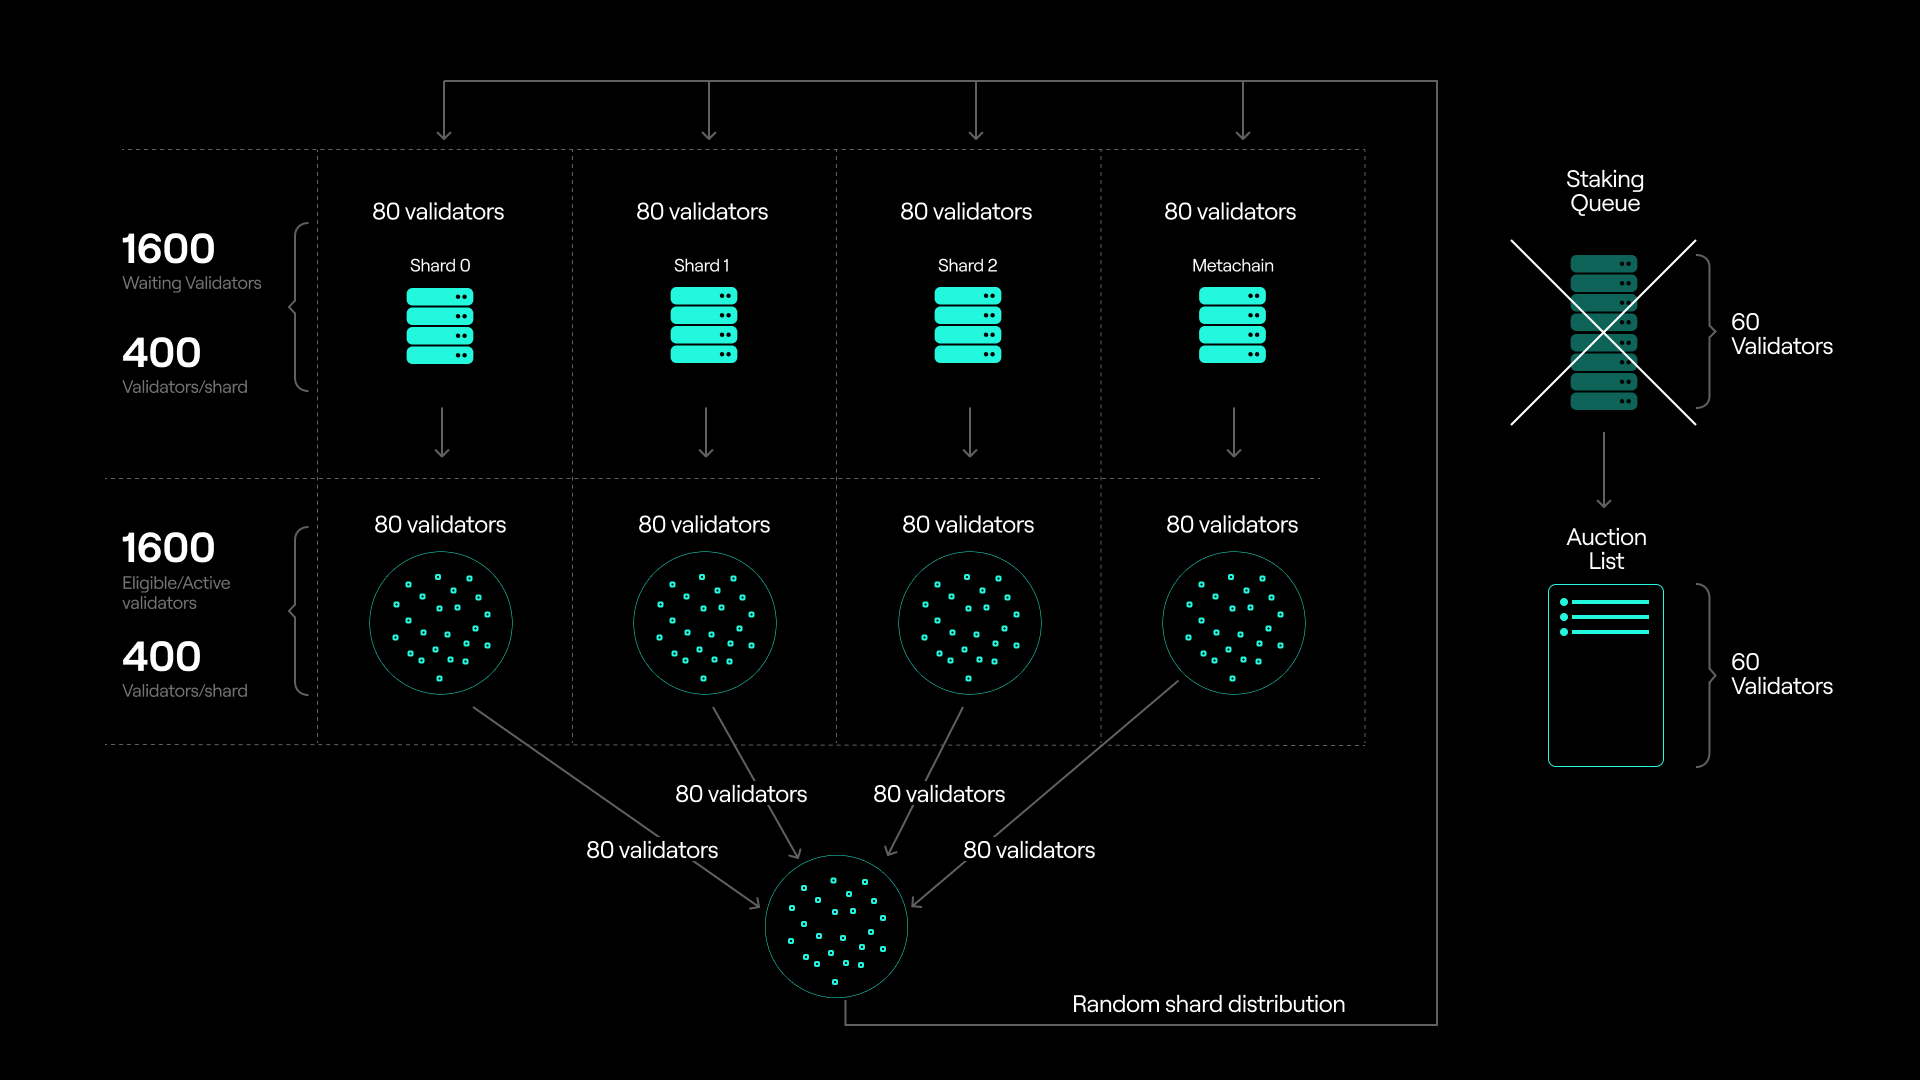 80 validators
80 validators
80 validators
80 validators
Shard 0
Shard 1
Shard 2
Metachain
1600
Waiting Validators
400
Validators/shard
80 validators
80 validators
80 validators
80 validators
1600
Eligible/Active
validators
400
Validators/shard
80 validators
80 validators
80 validators
80 validators
Random shard distribution
Staking
Queue
60
Validators
Auction
List
60
Validators